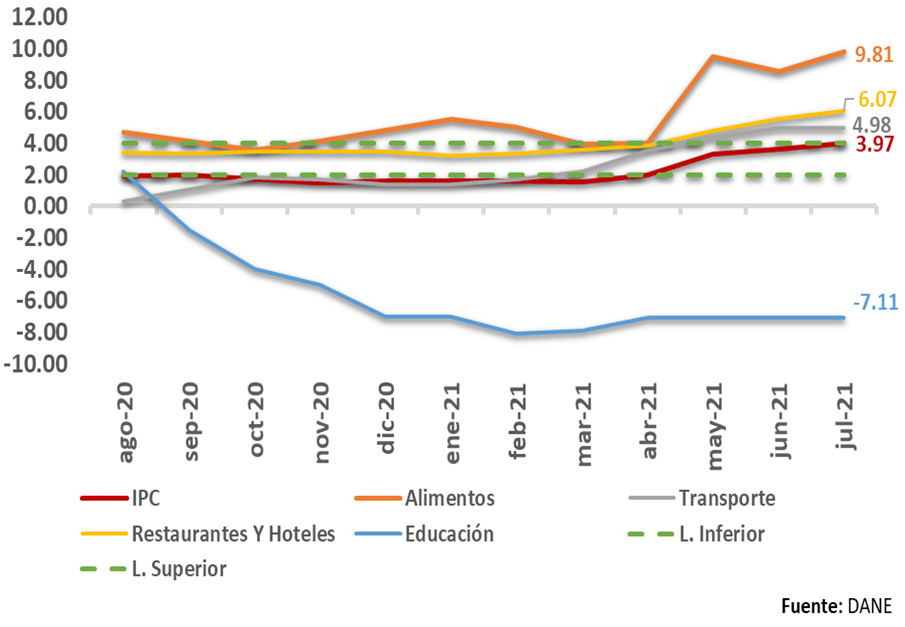 12.00
10.00
8.00
6.00
4.00
2.00
0.00
-2.00
-4.00
-6.00
-8.00
-10.00
9.81
6.07
4.98
3.97
-7.11
ago-20
sep-20
oct-20
nov-20
dic-20
ene-21
feb-21
mar-21
abr-21
may-21
jun-21
jul-21
IPC
Alimentos
Transporte
Restaurantes Y Hoteles
Educación
L. Inferior
L. Superior
Fuente: DANE